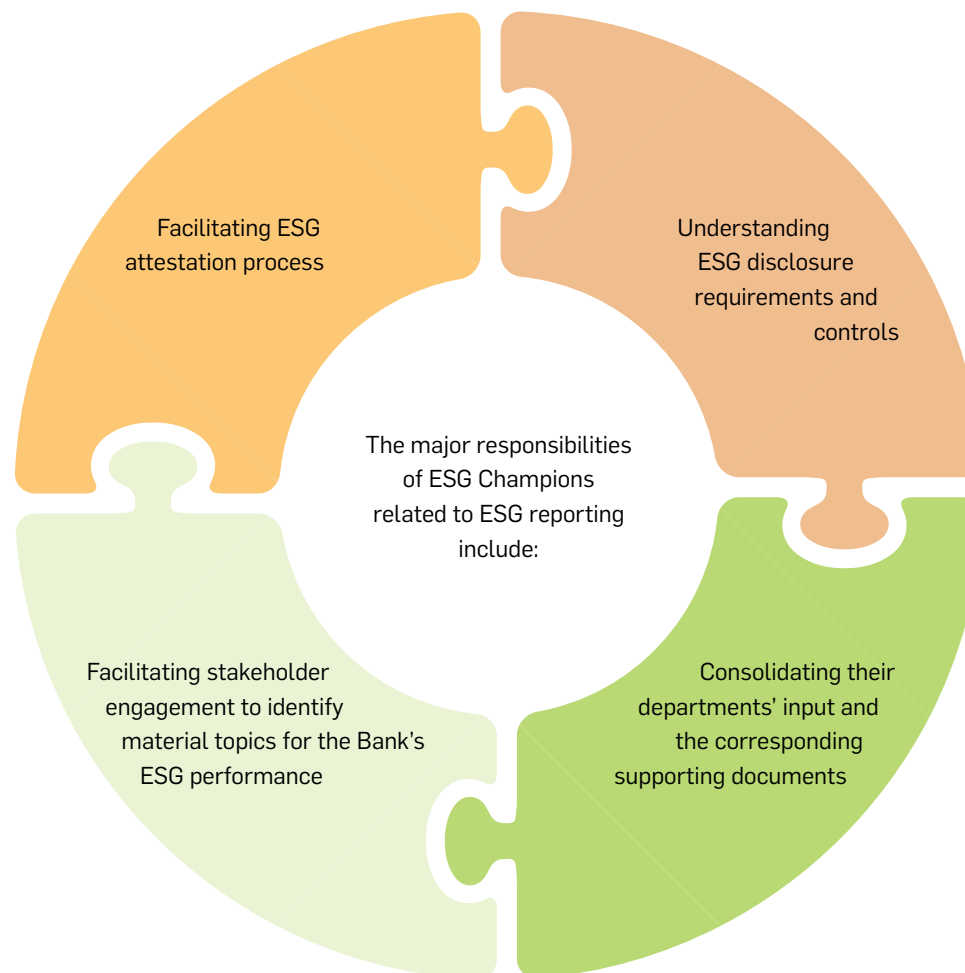 Facilitating ESG
attestation process
Understanding
ESG disclosure
requirements and
controls
The major responsibilities
of ESG Champions
related to ESG reporting
include:
Facilitating stakeholder
engagement to identify
material topics for the Bank's
ESG performance
Consolidating their
departments' input and
the corresponding
supporting documents